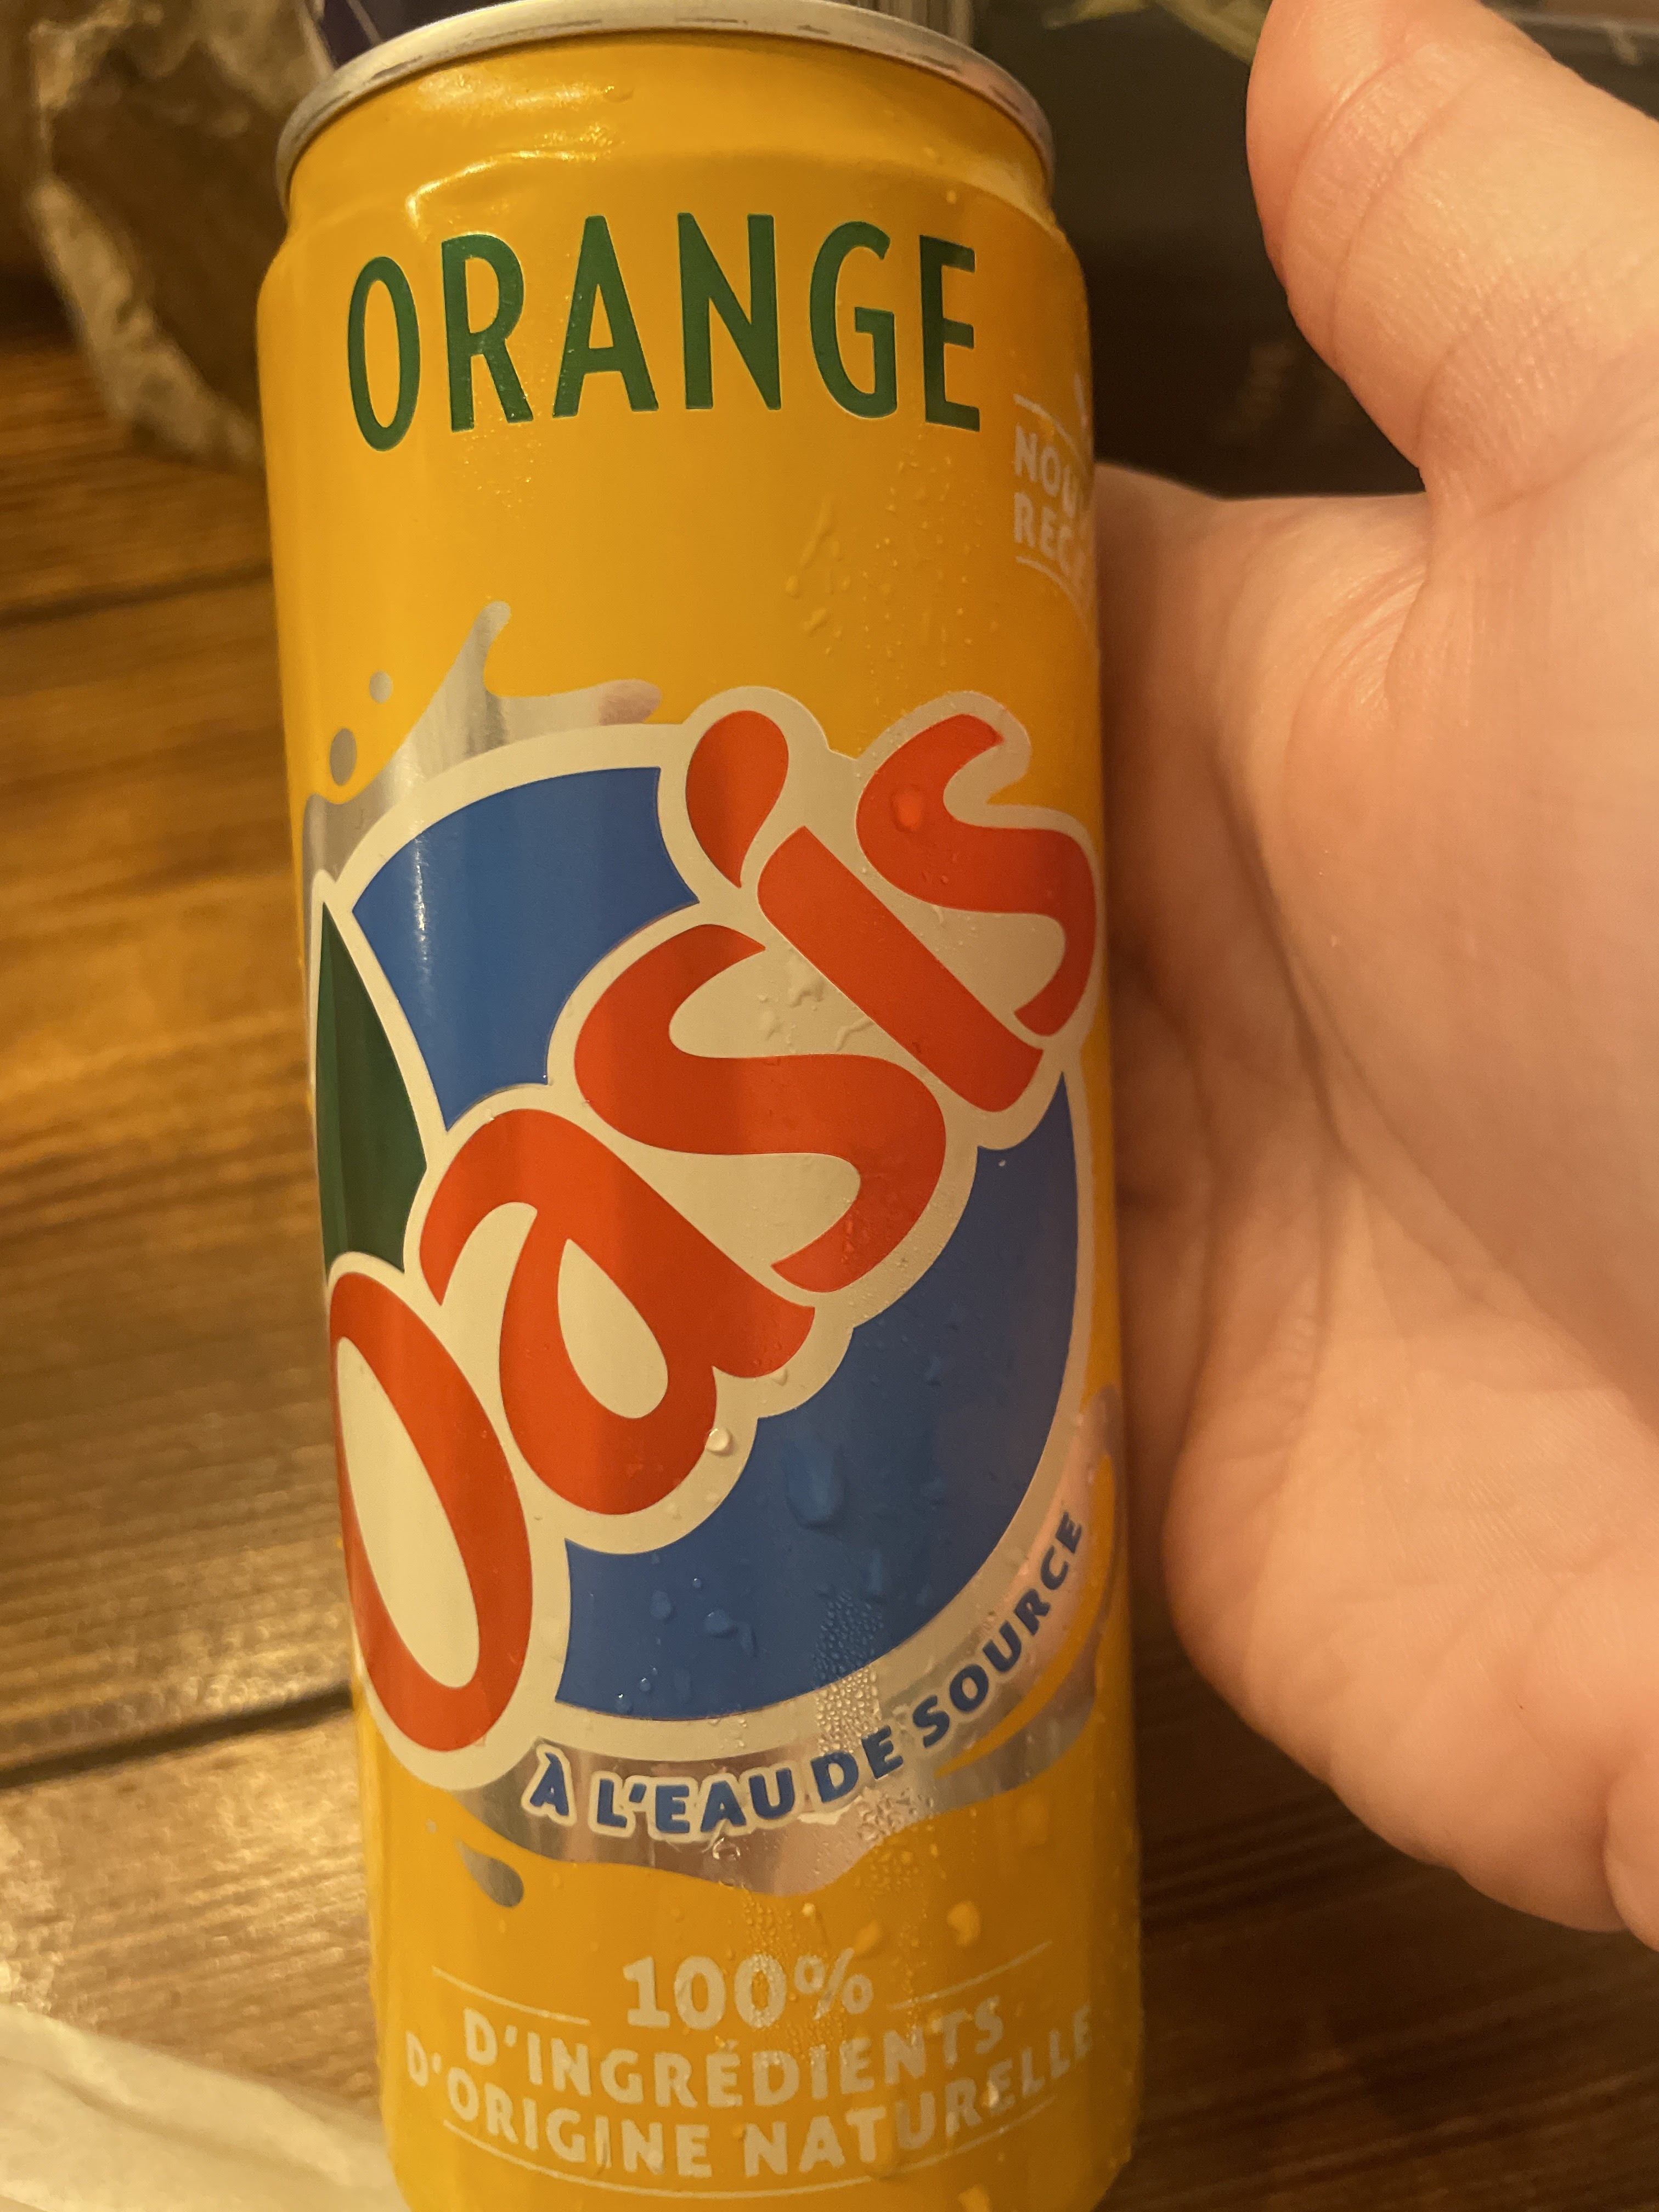 ORANGE
Oasis
À L'EAU DE SOURCE
100%
D'INGRÉDIENTS
D'ORIGINE NATURELLE